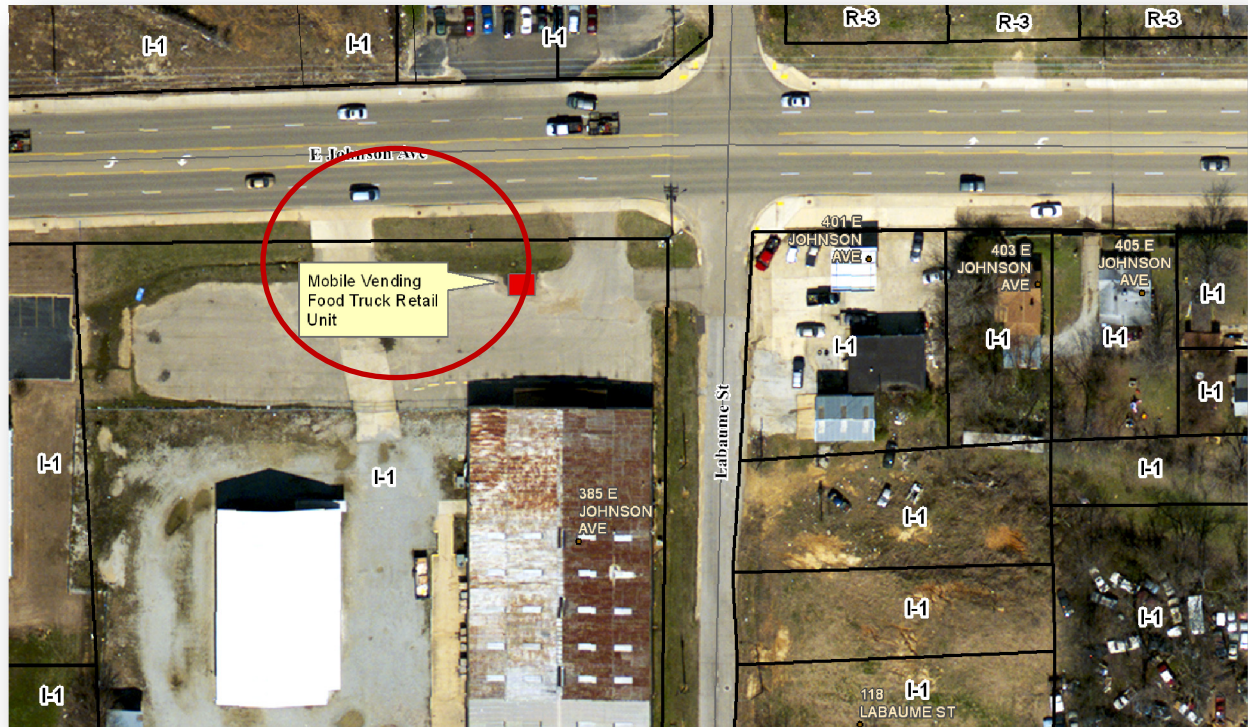 I-1
I-1
I-1
R-3
R-3
R-3
E Johnson Ave
Mobile Vending
Food Truck Retail
Unit
401 E
JOHNSON
AVE
403 E
JOHNSON
AVE
405 E
JOHNSON
AVE
I-1
I-1
I-1
I-1
I-1
Labaume St
I-1
I-1
385 E
JOHNSON
AVE
I-1
I-1
I-1
I-1
I-1
I-1
118
LABAUME ST